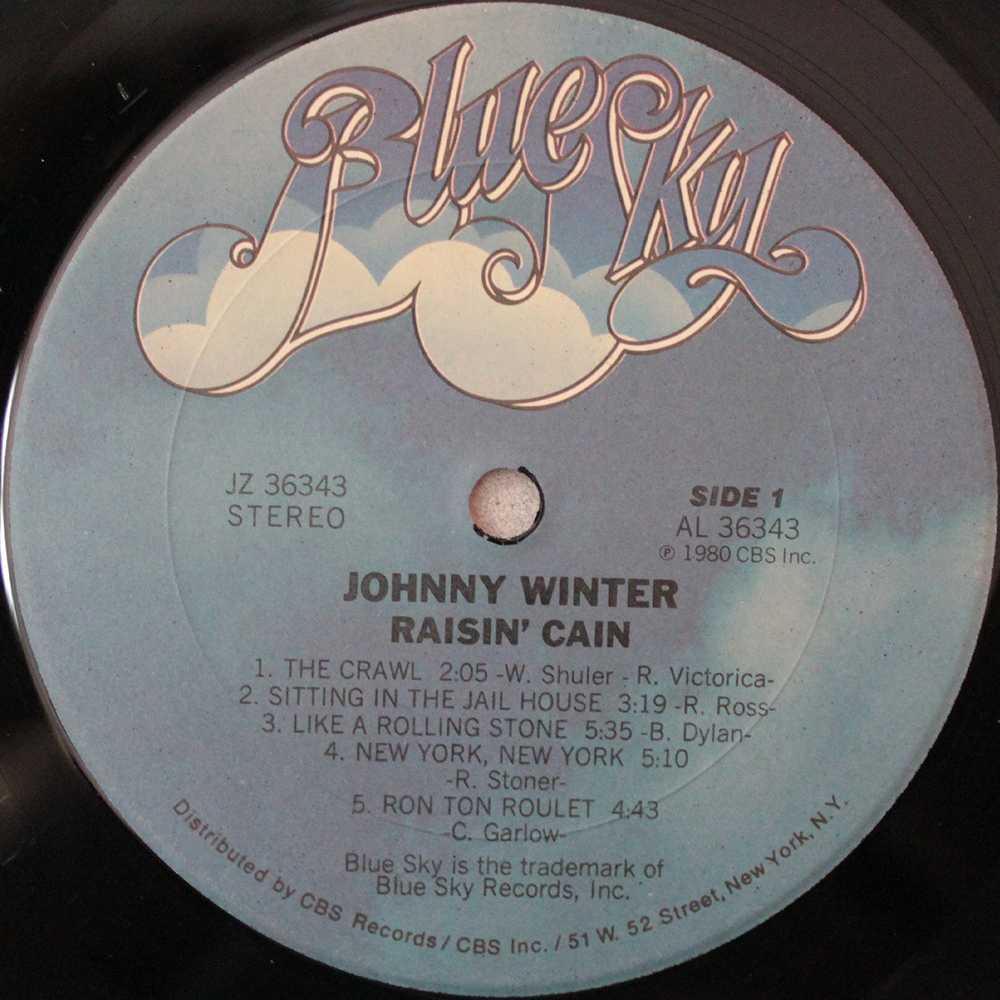 Blue Sky
JZ 36343
STEREO
SIDE 1
AL 36343
℗ 1980 CBS Inc.
JOHNNY WINTER
RAISIN' CAIN
1. THE CRAWL 2:05 -W. Shuler - R. Victorica-
2. SITTING IN THE JAIL HOUSE 3:19 -R. Ross-
3. LIKE A ROLLING STONE 5:35 -B. Dylan-
4. NEW YORK, NEW YORK 5:10
-R. Stoner-
5. RON TON ROULET 4:43
-C. Garlow-
Blue Sky is the trademark of
Blue Sky Records, Inc.
Distributed by CBS Records / CBS Inc. / 51 W. 52 Street, New York, N.Y.